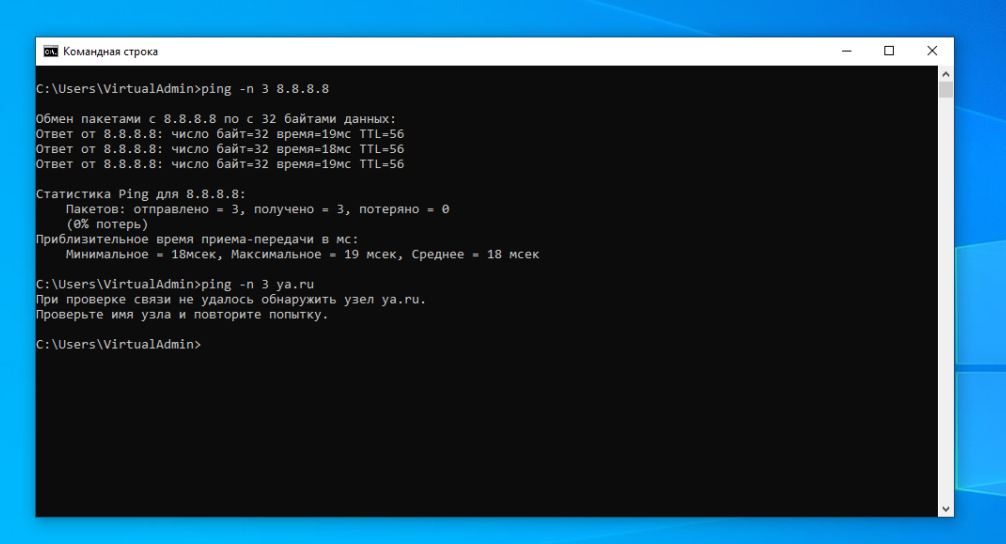 Командная строка
C:\Users\VirtualAdmin>ping -n 3 8.8.8.8
Обмен пакетами с 8.8.8.8 по с 32 байтами данных:
Ответ от 8.8.8.8: число байт=32 время=19мс TTL=56
Ответ от 8.8.8.8: число байт=32 время=18мс TTL=56
Ответ от 8.8.8.8: число байт=32 время=19мс TTL=56
Статистика Ping для 8.8.8.8:
Пакетов: отправлено = 3, получено = 3, потеряно = 0
(0% потерь)
Приблизительное время приема-передачи в мс:
Минимальное = 18мсек, Максимальное = 19 мсек, Среднее = 18 мсек
C:\Users\VirtualAdmin>ping -n 3 ya.ru
При проверке связи не удалось обнаружить узел ya.ru.
Проверьте имя узла и повторите попытку.
C:\Users\VirtualAdmin>